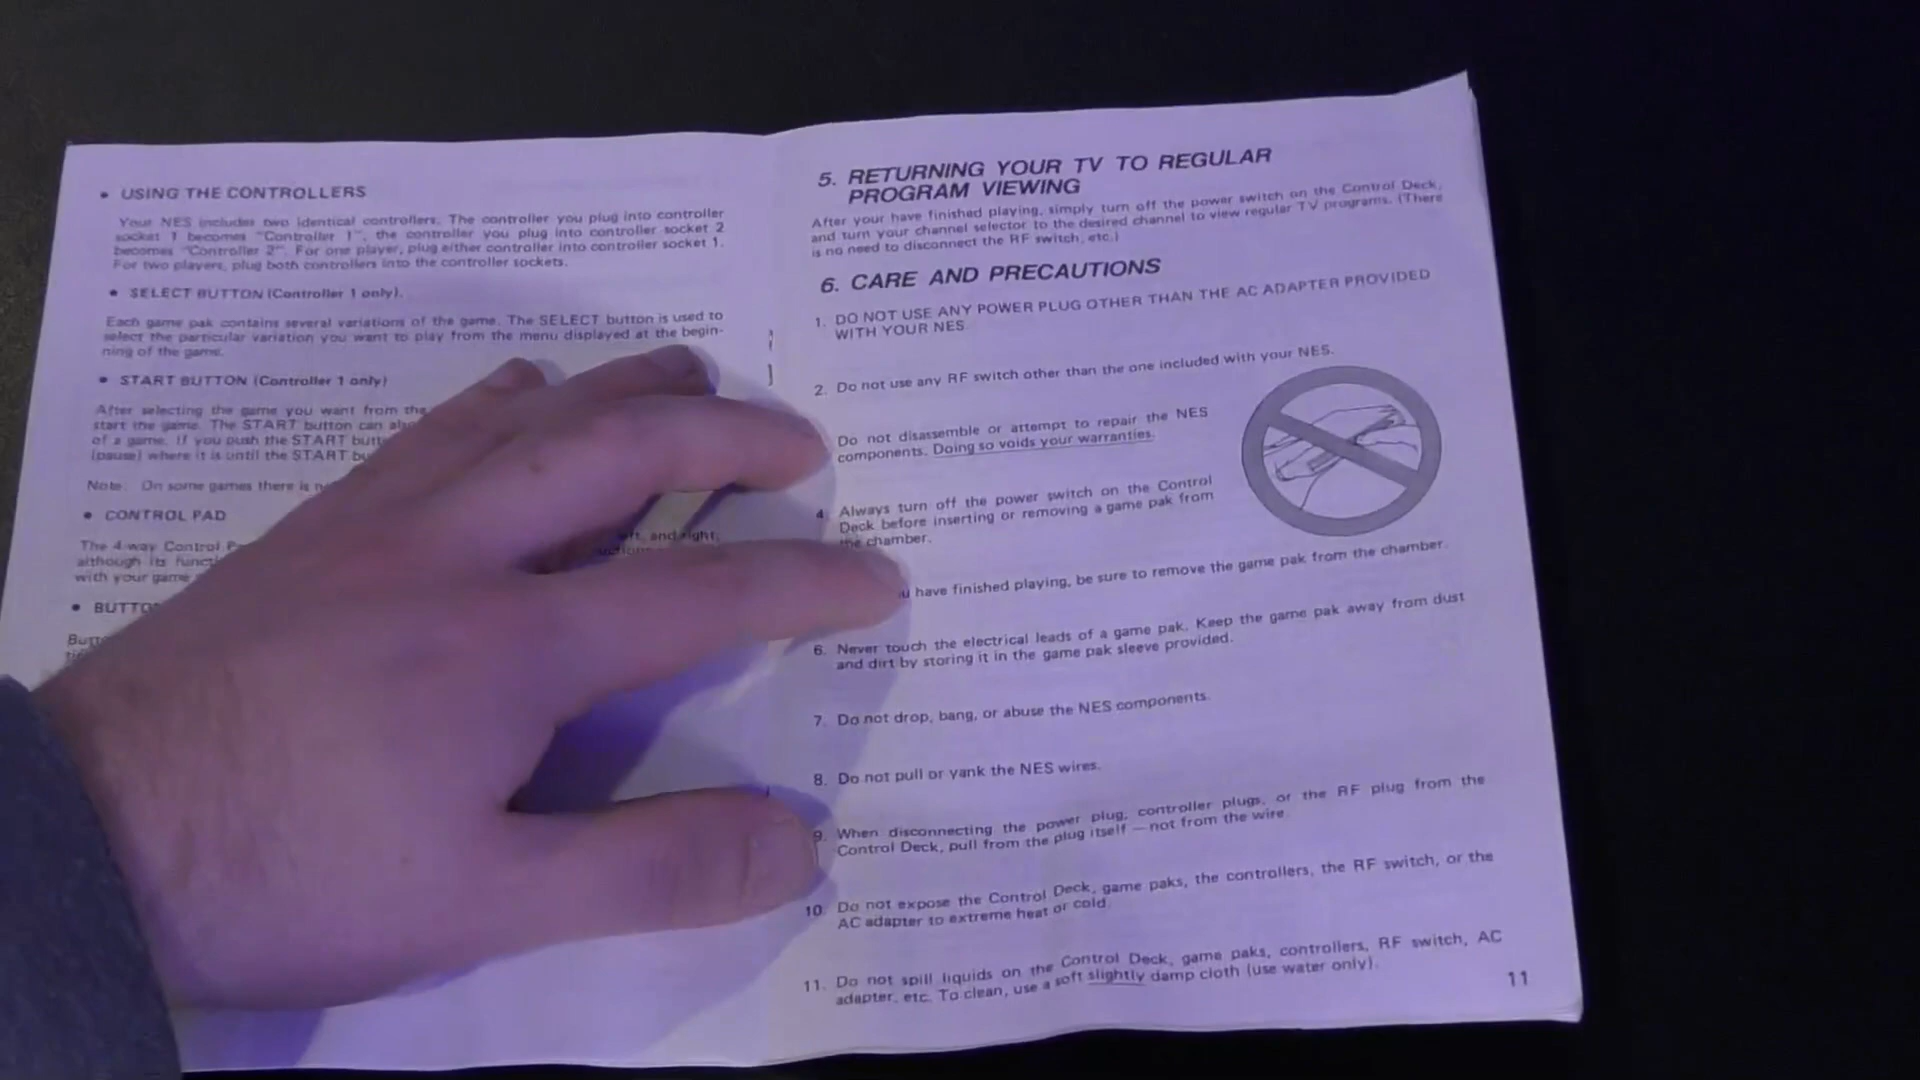 • USING THE CONTROLLERS
Your NES includes two identical controllers. The controller you plug into controller
socket 1 becomes "Controller 1", the controller you plug into controller socket 2
becomes "Controller 2". For one player, plug either controller into controller socket 1.
For two players, plug both controllers into the controller sockets.
• SELECT BUTTON (Controller 1 only).
Each game pak contains several variations of the game. The SELECT button is used to
select the particular variation you want to play from the menu displayed at the begin-
ning of the game.
• START BUTTON (Controller 1 only)
After selecting the game you want from the
start the game. The START button can
of a game. If you push the START
(pause) where it is until the START
Note: On some games there is
• CONTROL PAD
and right,
The 4-way Control
although its
with your game
•
5. RETURNING YOUR TV TO REGULAR
PROGRAM VIEWING
After your have finished playing, simply turn off the power switch on the Control Deck,
and turn your channel selector to the desired channel to view regular TV programs. (There
is no need to disconnect the RF switch, etc.)
6. CARE AND PRECAUTIONS
1. DO NOT USE ANY POWER PLUG OTHER THAN THE AC ADAPTER PROVIDED
WITH YOUR NES.
2. Do not use any RF switch other than the one included with your NES.
Do not disassemble or attempt to repair the NES
components. Doing so voids your warranties.
4. Always turn off the power switch on the Control
Deck before inserting or removing a game pak from
the chamber.
have finished playing, be sure to remove the game pak from the chamber.
6. Never touch the electrical leads of a game pak. Keep the game pak away from dust
and dirt by storing it in the game pak sleeve provided.
7. Do not drop, bang, or abuse the NES components.
8. Do not pull or yank the NES wires.
9. When disconnecting the power plug, controller plugs, or the RF plug from the
Control Deck, pull from the plug itself — not from the wire.
10. Do not expose the Control Deck, game paks, the controllers, the RF switch, or the
AC adapter to extreme heat or cold.
11. Do not spill liquids on the Control Deck, game paks, controllers, RF switch, AC
adapter, etc. To clean, use a soft slightly damp cloth (use water only).
11